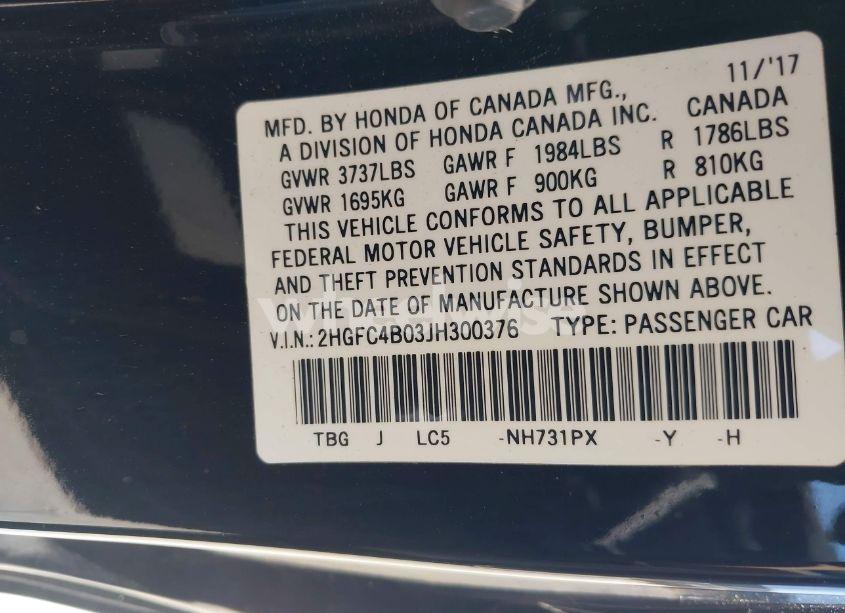 11/'17
MFD. BY HONDA OF CANADA MFG.,
A DIVISION OF HONDA CANADA INC. CANADA
GVWR 3737LBS GAWR F 1984LBS R 1786LBS
GVWR 1695KG GAWR F 900KG R 810KG
THIS VEHICLE CONFORMS TO ALL APPLICABLE
FEDERAL MOTOR VEHICLE SAFETY, BUMPER,
AND THEFT PREVENTION STANDARDS IN EFFECT
ON THE DATE OF MANUFACTURE SHOWN ABOVE.
V.I.N.: 2HGFC4B03JH300376 TYPE: PASSENGER CAR
TBG J LC5 -NH731PX -Y -H